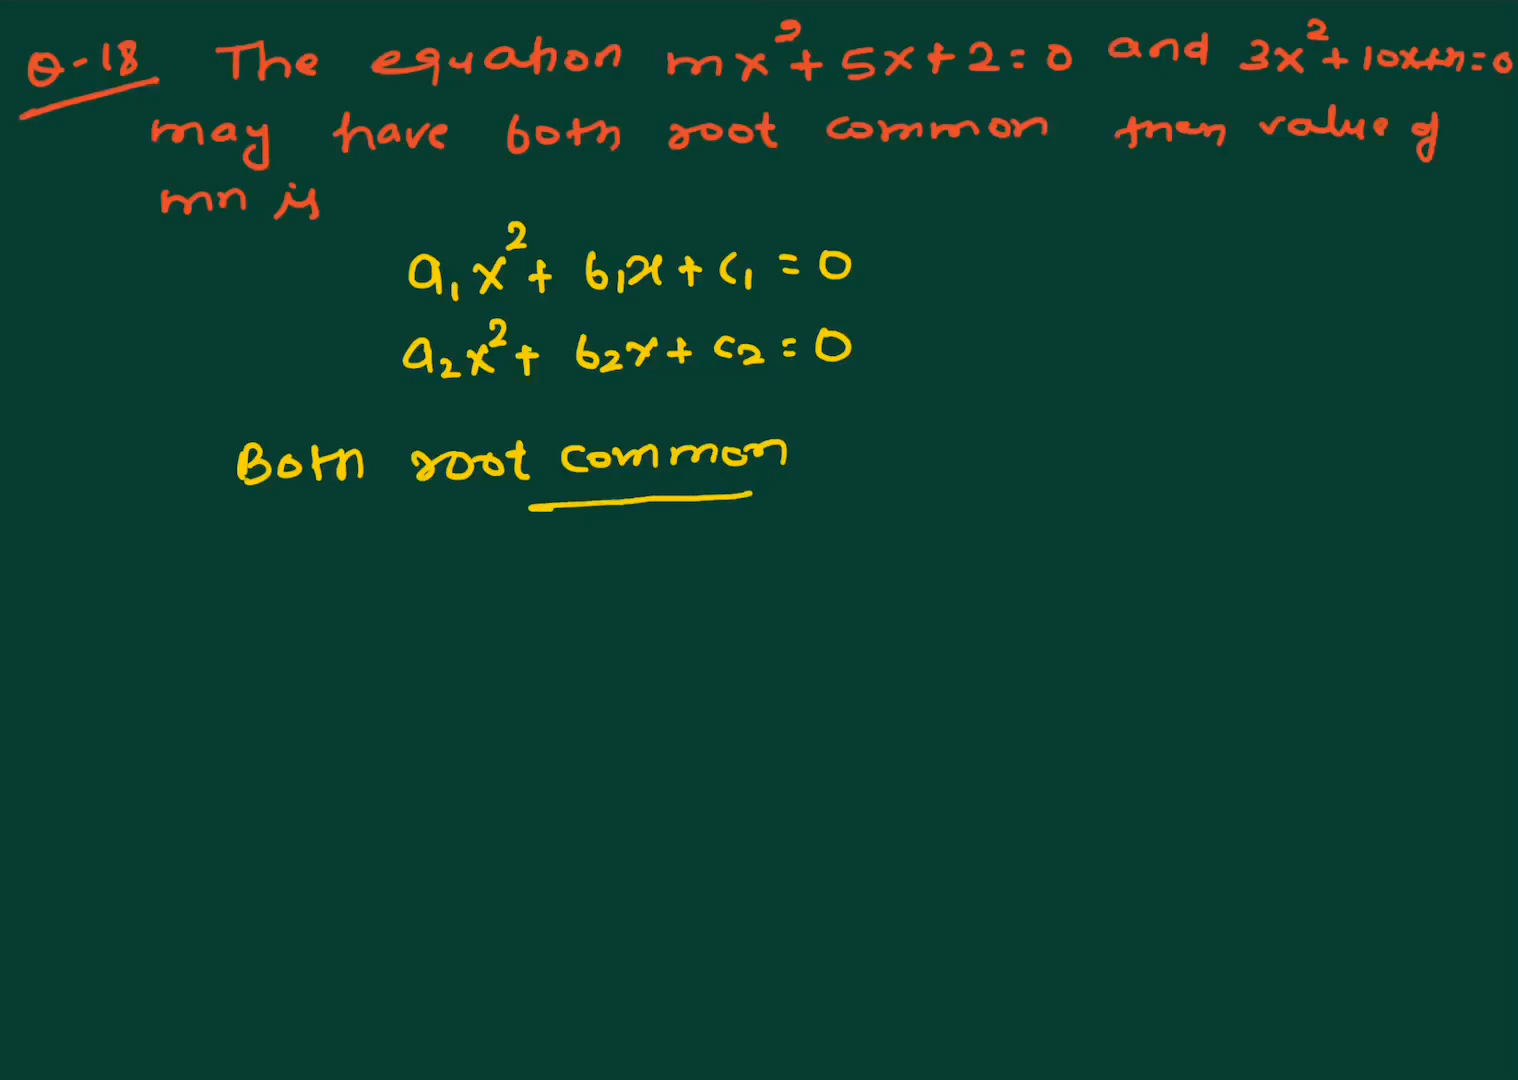 Q-18 The equation mx²+5x+2=0 and 3x²+10x+n=0
may have both root common then value of
mn is
a₁x²+ b₁x+c₁ =0
a₂x²+ b₂x+c₂=0
Both root common